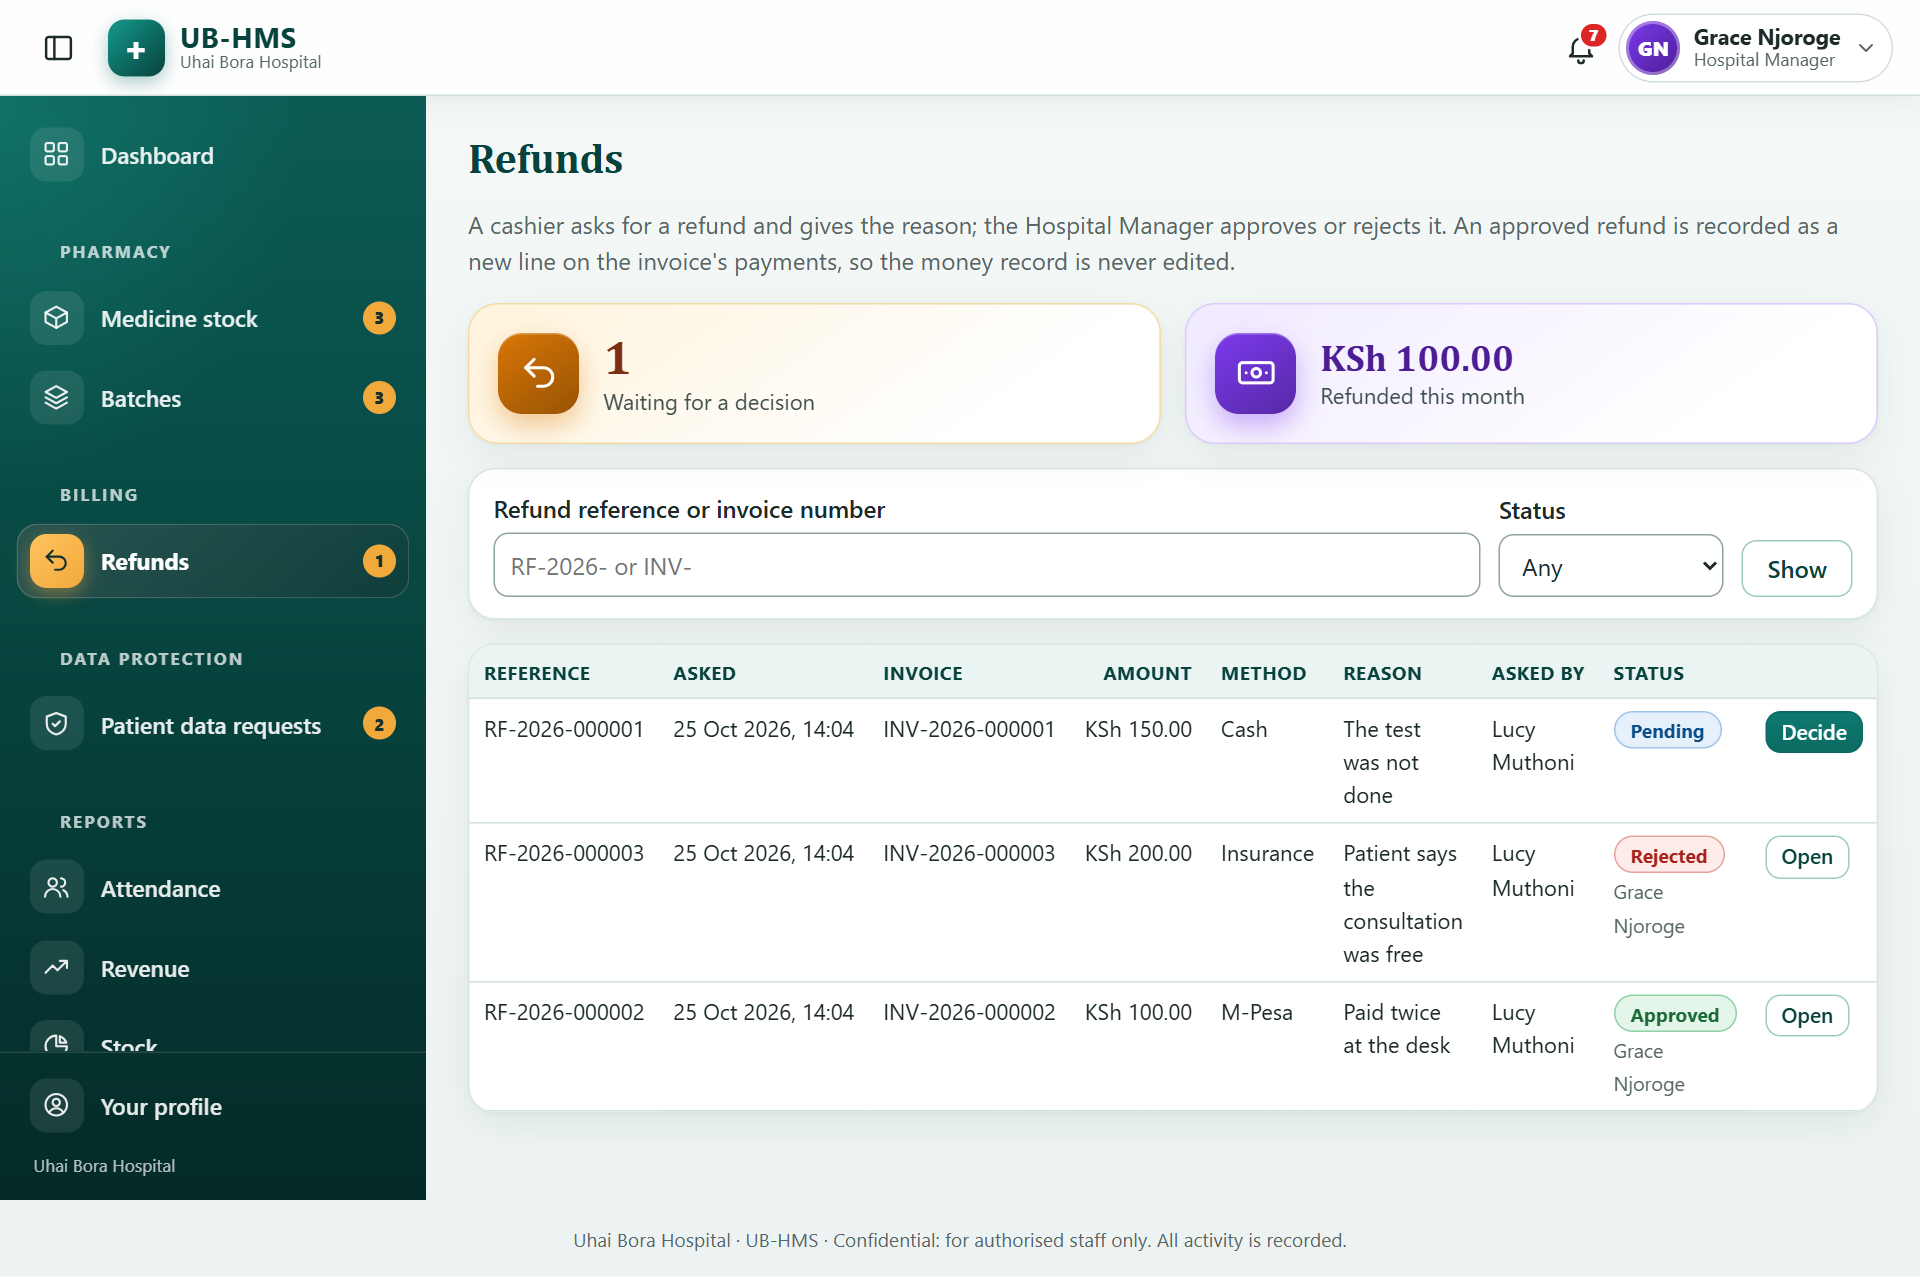 UB-HMS
Uhai Bora Hospital
7
GN
Grace Njoroge
Hospital Manager
Dashboard
PHARMACY
Medicine stock 3
Batches 3
BILLING
Refunds 1
DATA PROTECTION
Patient data requests 2
REPORTS
Attendance
Revenue
Stock
Your profile
Uhai Bora Hospital
Refunds
A cashier asks for a refund and gives the reason; the Hospital Manager approves or rejects it. An approved refund is recorded as a
new line on the invoice's payments, so the money record is never edited.
1
Waiting for a decision
KSh 100.00
Refunded this month
Refund reference or invoice number
RF-2026- or INV-
Status
Any
Show
REFERENCE ASKED INVOICE AMOUNT METHOD REASON ASKED BY STATUS
RF-2026-000001 25 Oct 2026, 14:04 INV-2026-000001 KSh 150.00 Cash The test Lucy Pending Decide
was not Muthoni
done
RF-2026-000003 25 Oct 2026, 14:04 INV-2026-000003 KSh 200.00 Insurance Patient says Lucy Rejected Open
the Muthoni Grace
consultation Njoroge
was free
RF-2026-000002 25 Oct 2026, 14:04 INV-2026-000002 KSh 100.00 M-Pesa Paid twice Lucy Approved Open
at the desk Muthoni Grace
Njoroge
Uhai Bora Hospital · UB-HMS · Confidential: for authorised staff only. All activity is recorded.